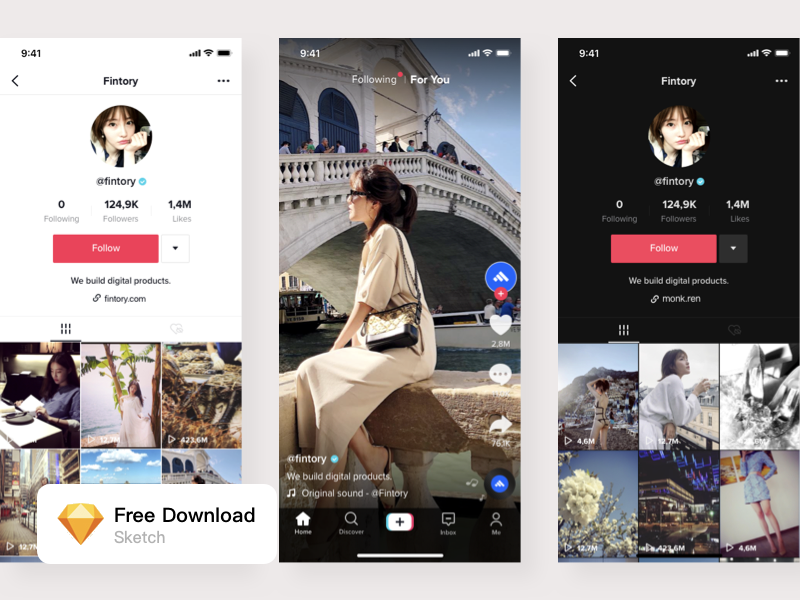 9:41
Fintory
@fintory
0
124,9K
1,4M
Following
Followers
Likes
Follow
We build digital products.
fintory.com
12,7M
423,6M
12,7M
Free Download
Sketch
9:41
Following
For You
2,8M
76,1K
@fintory
We build digital products.
Original sound - @Fintory
Home
Discover
Inbox
Me
9:41
Fintory
@fintory
0
124,9K
1,4M
Following
Followers
Likes
Follow
We build digital products.
monk.ren
4,6M
12,7M
12,7M
423,6M
4,6M